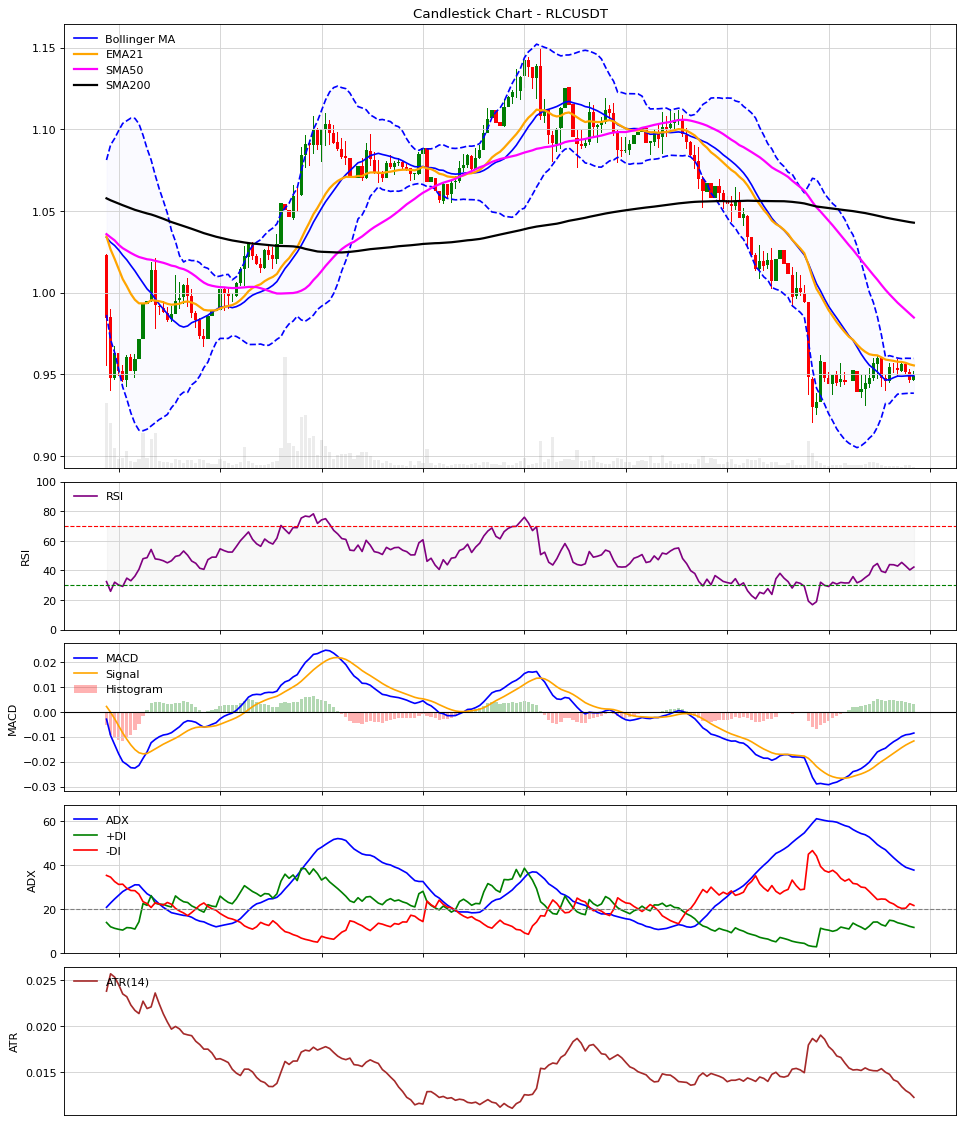 Candlestick Chart - RLCUSDT
Bollinger MA
EMA21
SMA50
SMA200
1.15
1.10
1.05
1.00
0.95
0.90
RSI
RSI
100
80
60
40
20
0
MACD
Signal
Histogram
MACD
0.02
0.01
0.00
−0.01
−0.02
−0.03
ADX
+DI
-DI
ADX
60
40
20
0
ATR(14)
ATR
0.025
0.020
0.015